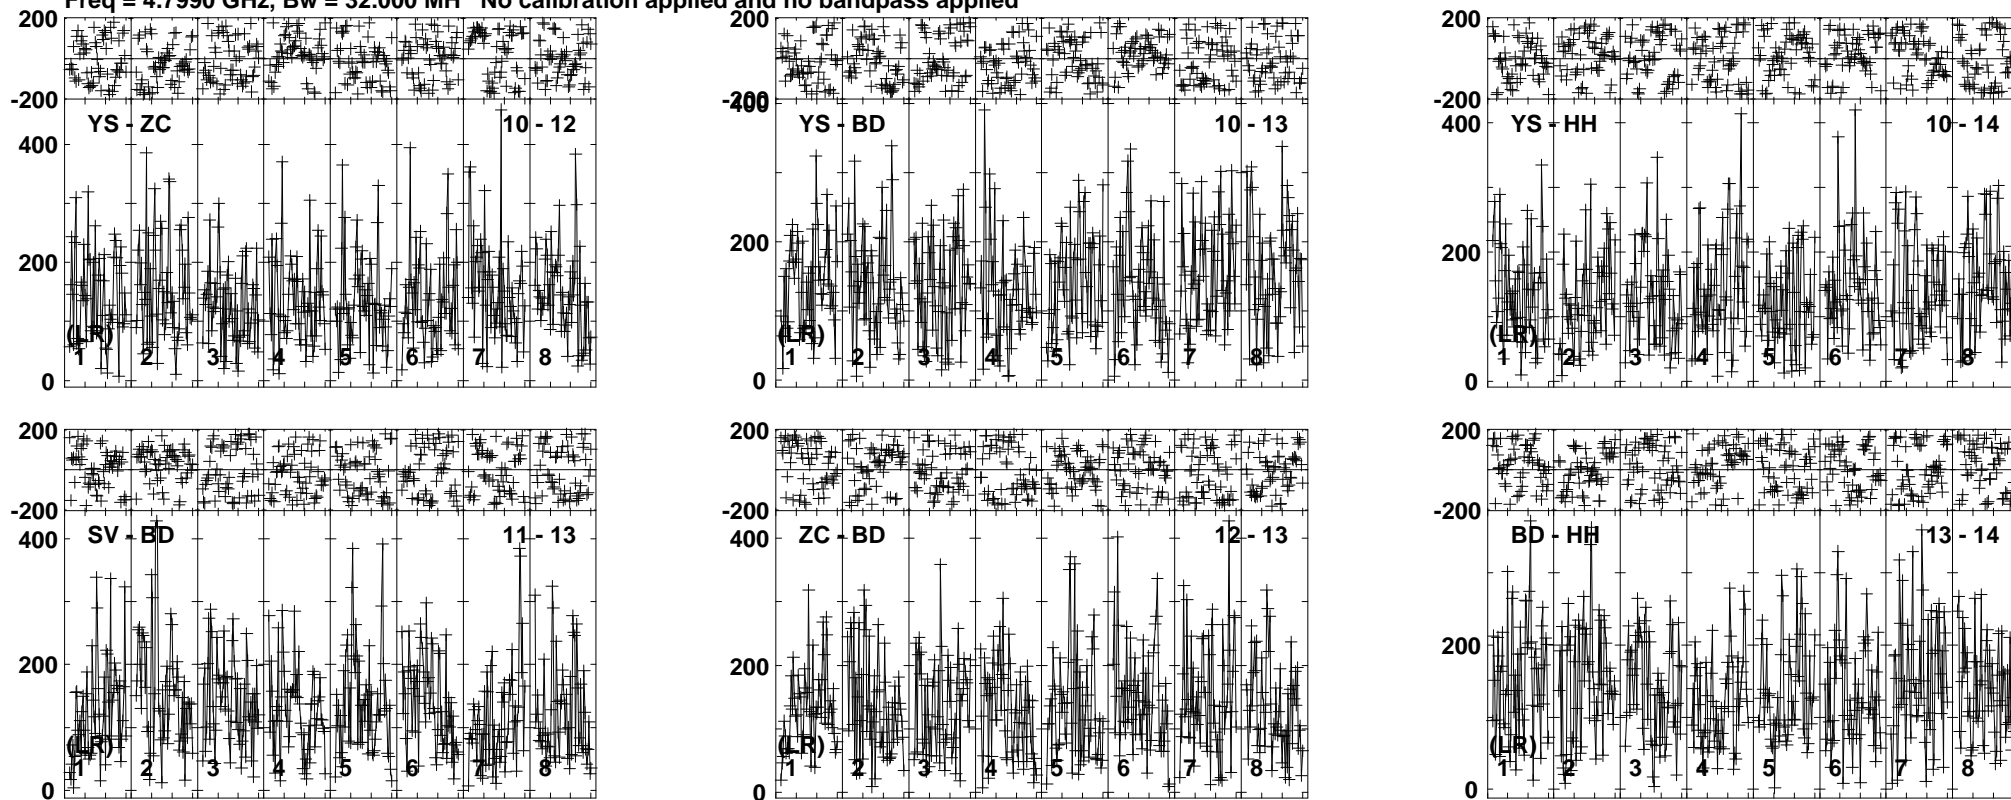 Freq = 4.7990 GHz, Bw = 32.000 MH No calibration applied and no bandpass applied
200
-200
YS - ZC 10 - 12
400
200
(LR)
1 2 3 4 5 6 7 8
0
200
-200
400
YS - BD 10 - 13
200
(LR)
1 2 3 4 5 6 7 8
0
200
-200
YS - HH 10 - 14
400
200
(LR)
1 2 3 4 5 6 7 8
0
200
-200
SV - BD 11 - 13
400
200
(LR)
1 2 3 4 5 6 7 8
0
200
-200
ZC - BD 12 - 13
400
200
(LR)
1 2 3 4 5 6 7 8
0
200
-200
BD - HH 13 - 14
200
(LR)
1 2 3 4 5 6 7 8
0